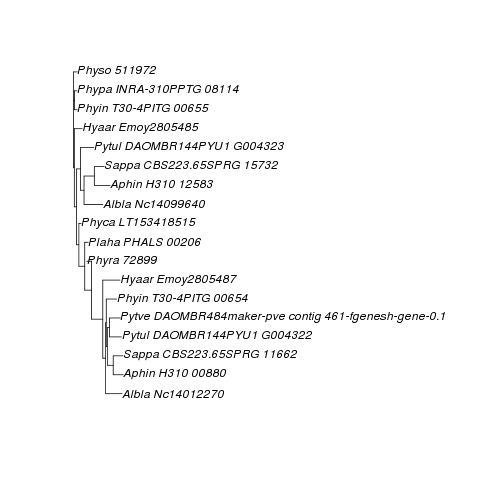 Physo 511972
Phypa INRA-310PPTG 08114
Phyin T30-4PITG 00655
Hyaar Emoy2805485
Pytul DAOMBR144PYU1 G004323
Sappa CBS223.65SPRG 15732
Aphin H310 12583
Albla Nc14099640
Phyca LT153418515
Plaha PHALS 00206
Phyra 72899
Hyaar Emoy2805487
Phyin T30-4PITG 00654
Pytve DAOMBR484maker-pve contig 461-fgenesh-gene-0.1
Pytul DAOMBR144PYU1 G004322
Sappa CBS223.65SPRG 11662
Aphin H310 00880
Albla Nc14012270